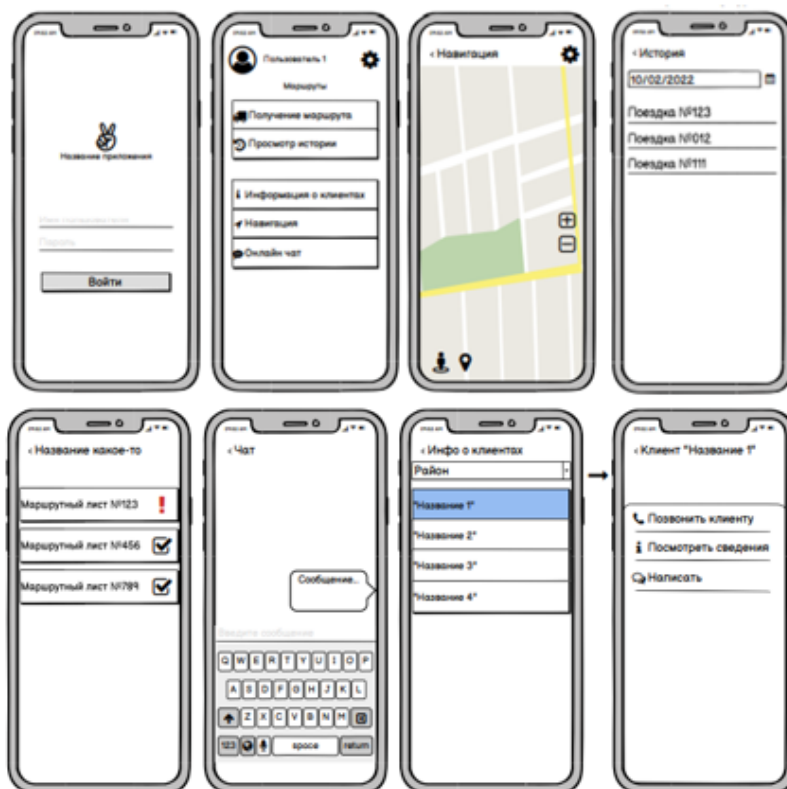 Название приложения
Имя пользователя
Пароль
Войти
Пользователь 1
Маршруты
Получение маршрута
Просмотр истории
Информация о клиентах
Навигация
Онлайн чат
‹ Навигация
‹ История
10/02/2022
Поездка №123
Поездка №012
Поездка №111
‹ Название какое-то
Маршрутный лист №123
Маршрутный лист №456
Маршрутный лист №789
‹ Чат
Сообщение...
Введите сообщение
Q W E R T Y U I O P
A S D F G H J K L
Z X C V B N M
123 space return
‹ Инфо о клиентах
Район
"Название 1"
"Название 2"
"Название 3"
"Название 4"
‹ Клиент "Название 1"
Позвонить клиенту
Посмотреть сведения
Написать